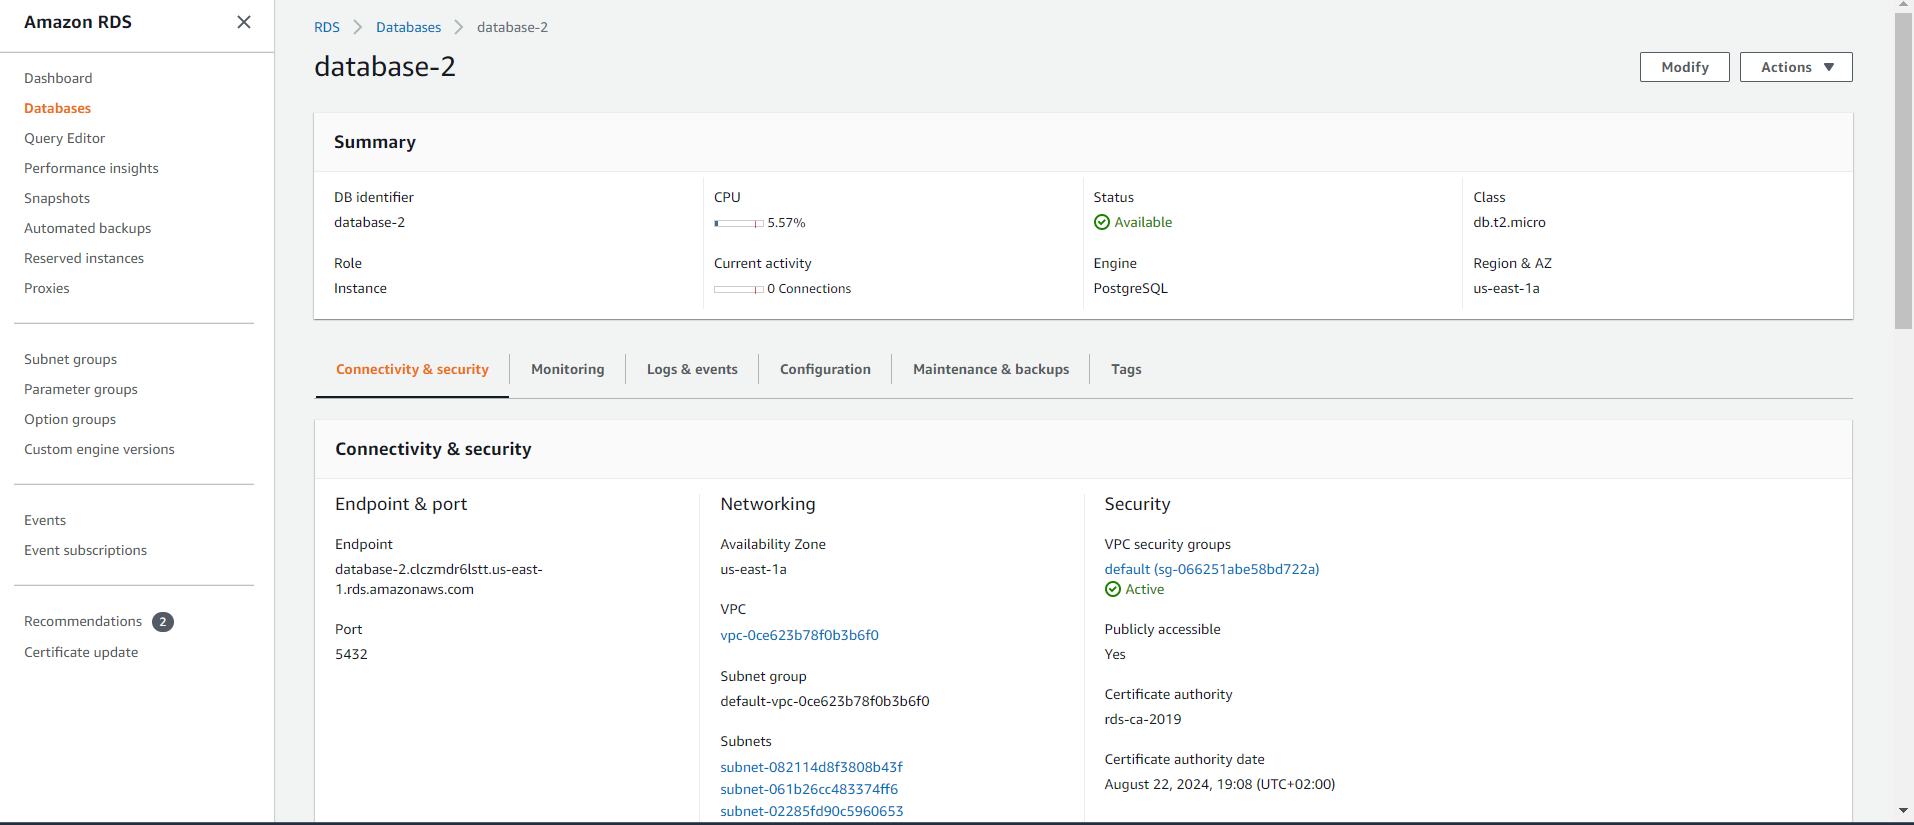 Amazon RDS
Dashboard
Databases
Query Editor
Performance insights
Snapshots
Automated backups
Reserved instances
Proxies
Subnet groups
Parameter groups
Option groups
Custom engine versions
Events
Event subscriptions
Recommendations 2
Certificate update
RDS Databases database-2
database-2
Modify Actions
Summary
DB identifier
database-2
Role
Instance
CPU
5.57%
Current activity
0 Connections
Status
Available
Engine
PostgreSQL
Class
db.t2.micro
Region & AZ
us-east-1a
Connectivity & security Monitoring Logs & events Configuration Maintenance & backups Tags
Connectivity & security
Endpoint & port
Endpoint
database-2.clczmdr6lstt.us-east-
1.rds.amazonaws.com
Port
5432
Networking
Availability Zone
us-east-1a
VPC
vpc-0ce623b78f0b3b6f0
Subnet group
default-vpc-0ce623b78f0b3b6f0
Subnets
subnet-082114d8f3808b43f
subnet-061b26cc483374ff6
subnet-02285fd90c5960653
Security
VPC security groups
default (sg-066251abe58bd722a)
Active
Publicly accessible
Yes
Certificate authority
rds-ca-2019
Certificate authority date
August 22, 2024, 19:08 (UTC+02:00)